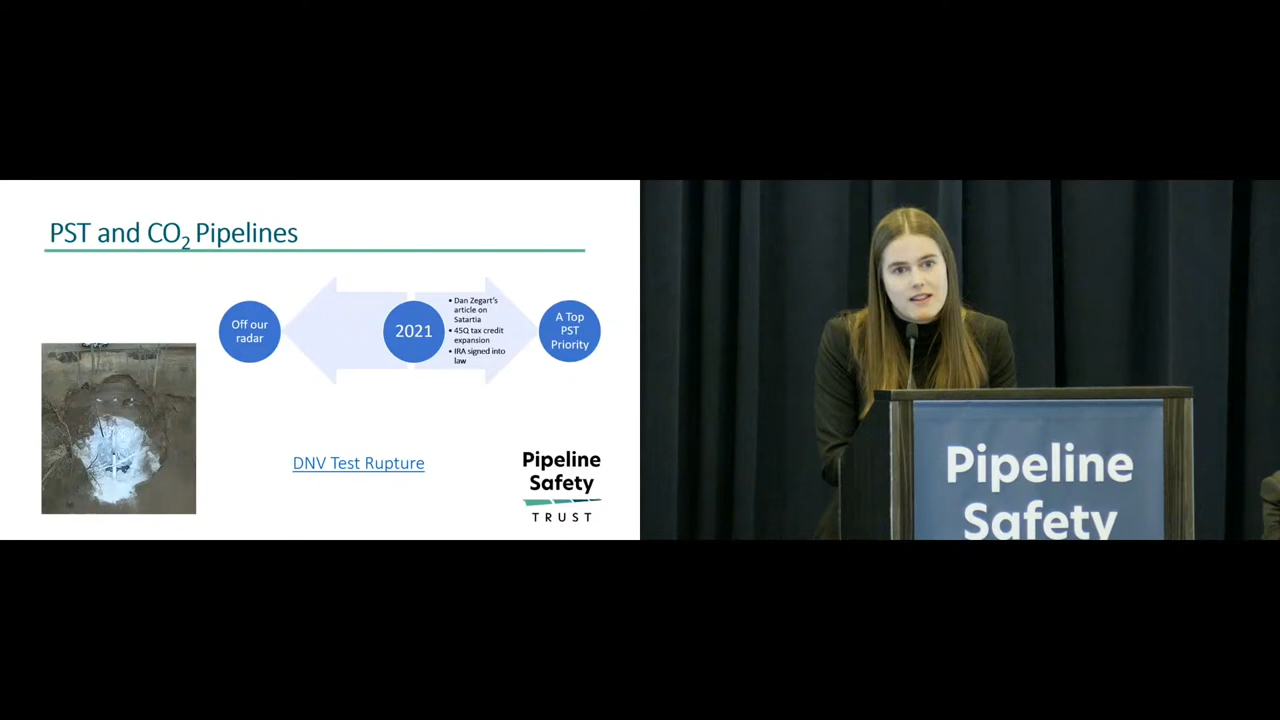 PST and CO2 Pipelines
Off our
radar
2021
• Dan Zegart's
article on
Satartia
• 45Q tax credit
expansion
• IRA signed into
law
A Top
PST
Priority
DNV Test Rupture
Pipeline
Safety
TRUST
Pipeline
Safety